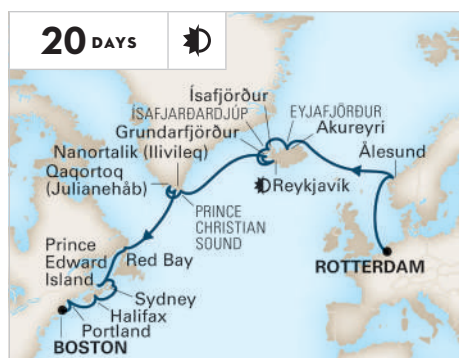 20 DAYS
Ísafjörður
ÍSAFJARÐARDJÚP
EYJAFJÖRÐUR
Grundarfjörður
Akureyri
Nanortalik (Ilivileq)
Ålesund
Qaqortoq
(Julianehåb)
Reykjavík
PRINCE
CHRISTIAN
SOUND
Prince
Edward
Island
Red Bay
ROTTERDAM
Sydney
Halifax
Portland
BOSTON